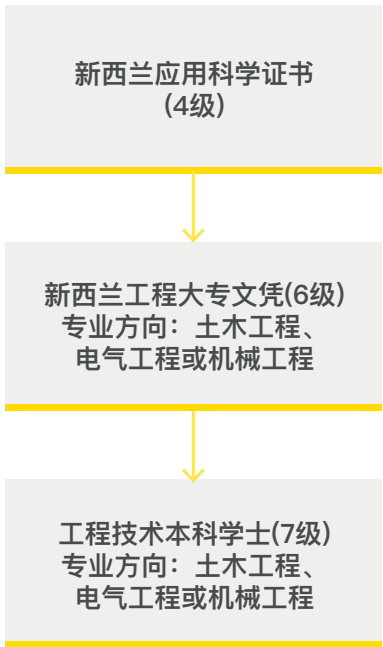 新西兰应用科学证书
(4级)
新西兰工程大专文凭(6级)
专业方向：土木工程、
电气工程或机械工程
工程技术本科学士(7级)
专业方向：土木工程、
电气工程或机械工程